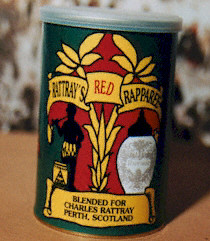 RATTRAY'S RED RAPPAREE
BLENDED FOR
CHARLES RATTRAY
PERTH, SCOTLAND